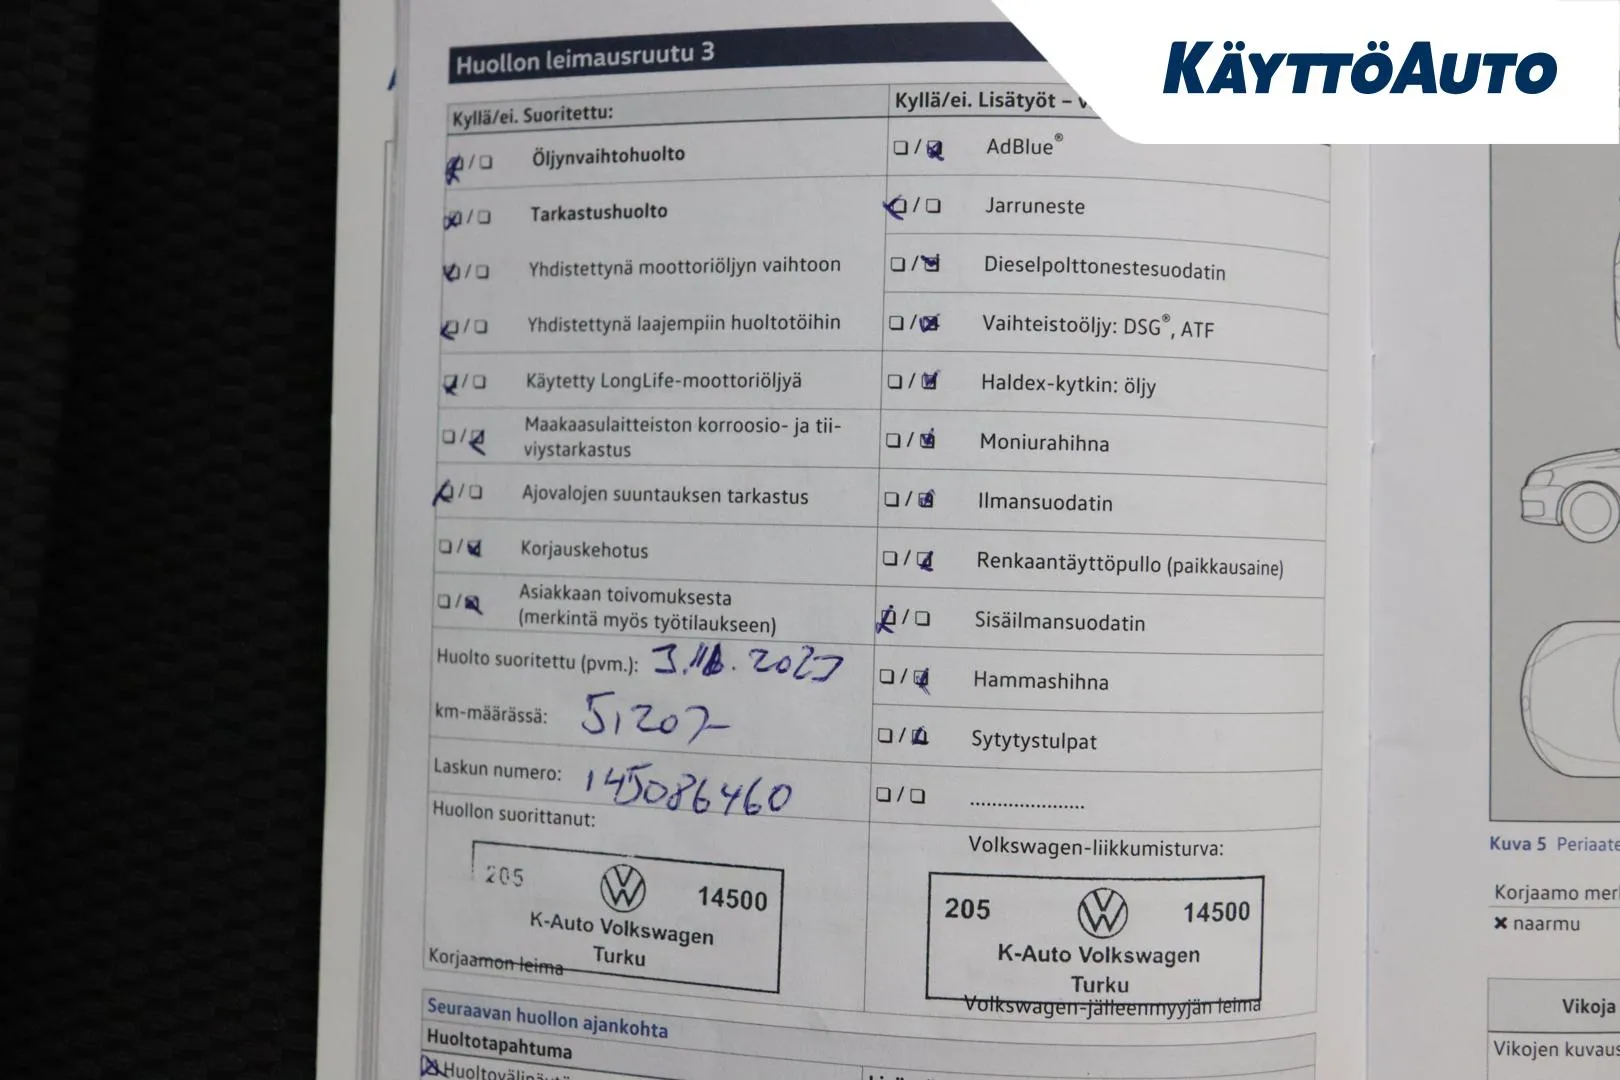 KÄYTTÖAUTO
Huollon leimausruutu 3
Kyllä/ei. Suoritettu:
Öljynvaihtohuolto
Tarkastushuolto
Yhdistettynä moottoriöljyn vaihtoon
Yhdistettynä laajempiin huoltotöihin
Käytetty LongLife-moottoriöljyä
Maakaasulaitteiston korroosio- ja tii-
viystarkastus
Ajovalojen suuntauksen tarkastus
Korjauskehotus
Asiakkaan toivomuksesta
(merkintä myös työtilaukseen)
Huolto suoritettu (pvm.):
km-määrässä: 51207-
Laskun numero: 145086460
Huollon suorittanut:
205 14500
K-Auto Volkswagen
Turku
Korjaamon leima
Kyllä/ei. Lisätyöt –
AdBlue®
Jarruneste
Dieselpolttonestesuodatin
Vaihteistoöljy: DSG®, ATF
Haldex-kytkin: öljy
Moniurahihna
Ilmansuodatin
Renkaantäyttöpullo (paikkausaine)
Sisäilmansuodatin
Hammashihna
Sytytystulpat
.....................
Volkswagen-liikkumisturva:
205 14500
K-Auto Volkswagen
Turku
Volkswagen-jälleenmyyjän leima
Seuraavan huollon ajankohta
Huoltotapahtuma
Kuva 5 Periaate
Korjaamo mer
✖ naarmu
Vikoja
Vikojen kuvaus